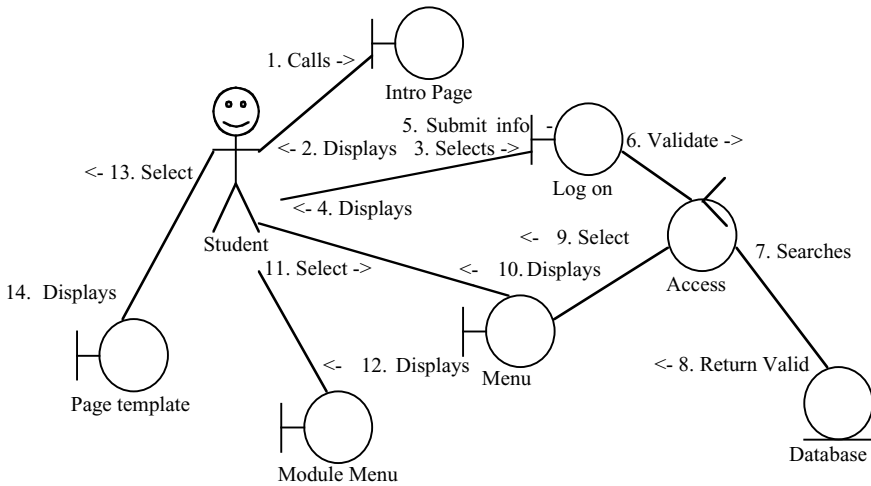 1. Calls ->
Intro Page
5. Submit info -
6. Validate ->
<- 2. Displays
3. Selects ->
<- 13. Select
Log on
<- 4. Displays
Student
<- 9. Select
7. Searches
11. Select ->
<- 10. Displays
Access
14. Displays
<- 12. Displays
Menu
<- 8. Return Valid
Page template
Database
Module Menu